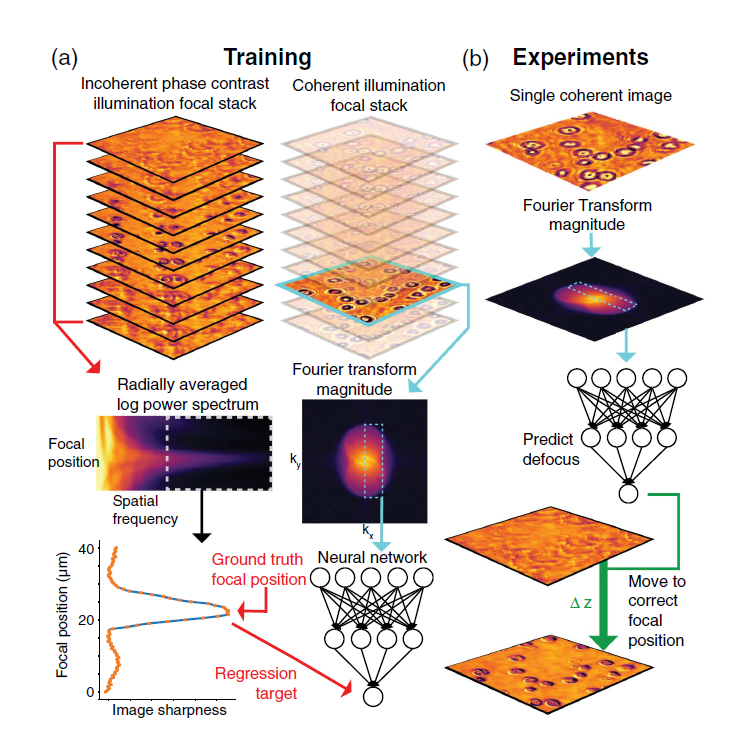 (a)
Training
Incoherent phase contrast
illumination focal stack
Coherent illumination
focal stack
Radially averaged
log power spectrum
Focal
position
Spatial
frequency
Fourier transform
magnitude
ky
kx
Focal position (μm)
40
20
0
Image sharpness
Ground truth
focal position
Regression
target
Neural network
(b)
Experiments
Single coherent image
Fourier Transform
magnitude
Predict
defocus
Δ z
Move to
correct
focal
position